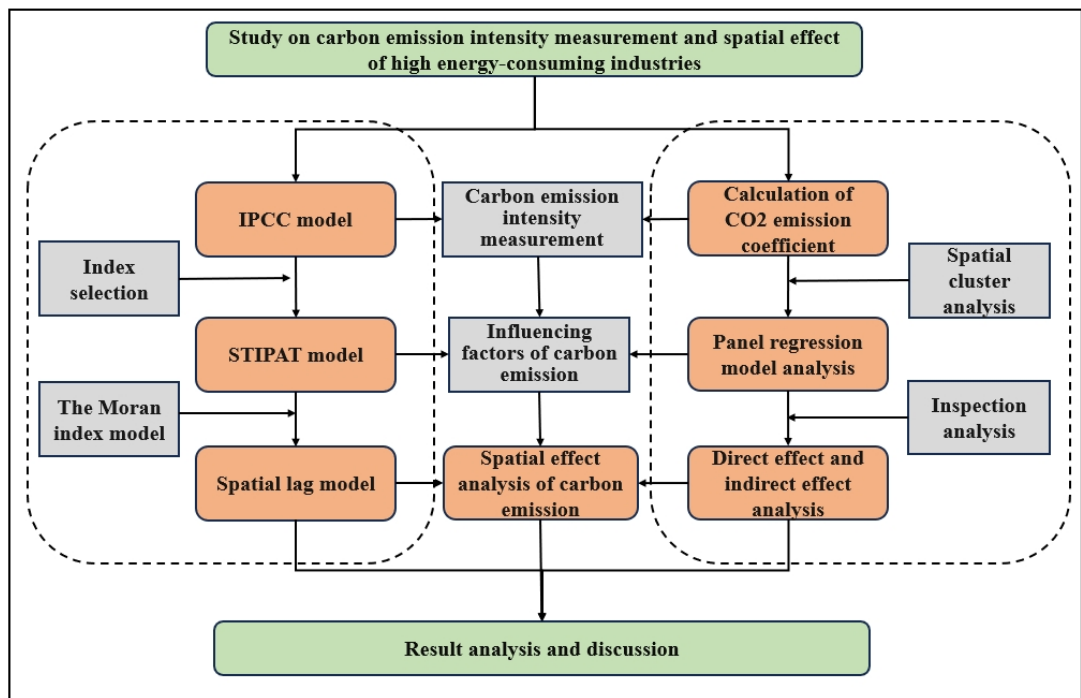 Study on carbon emission intensity measurement and spatial effect
of high energy-consuming industries
IPCC model
Carbon emission
intensity
measurement
Calculation of
CO2 emission
coefficient
Index
selection
Spatial
cluster
analysis
STIPAT model
Influencing
factors of carbon
emission
Panel regression
model analysis
The Moran
index model
Inspection
analysis
Spatial lag model
Spatial effect
analysis of carbon
emission
Direct effect and
indirect effect
analysis
Result analysis and discussion